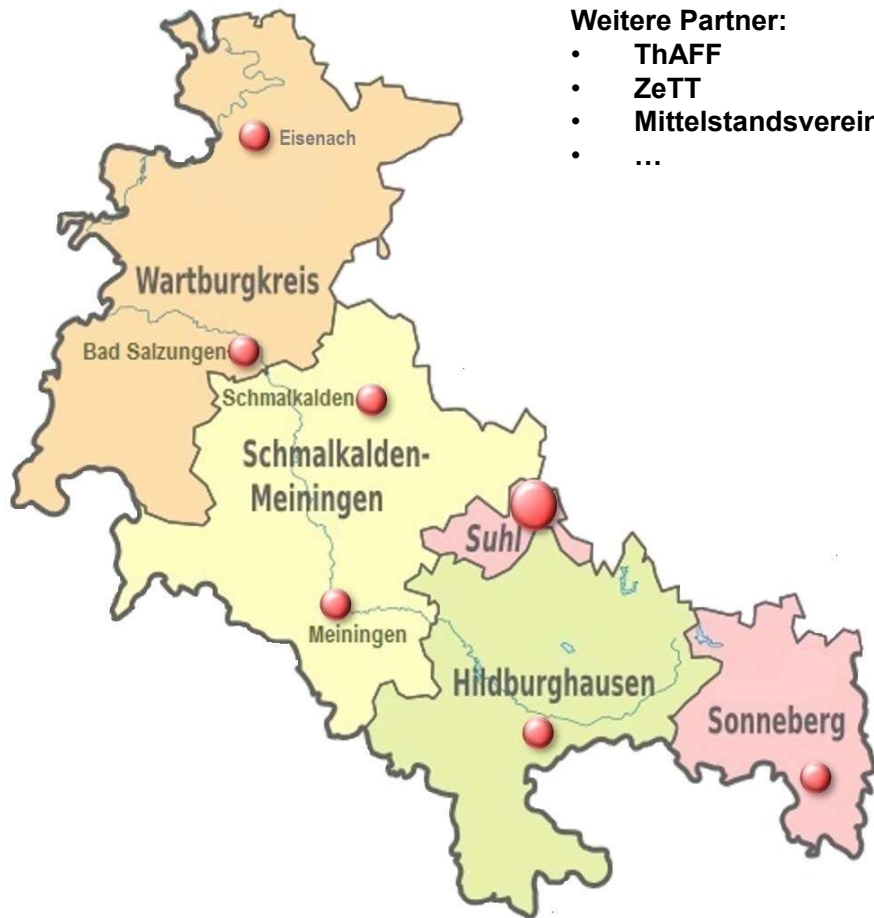 Weitere Partner:
• ThAFF
• ZeTT
• Mittelstandsverein
• …
Eisenach
Wartburgkreis
Bad Salzungen
Schmalkalden
Schmalkalden-
Meiningen
Suhl
Meiningen
Hildburghausen
Sonneberg